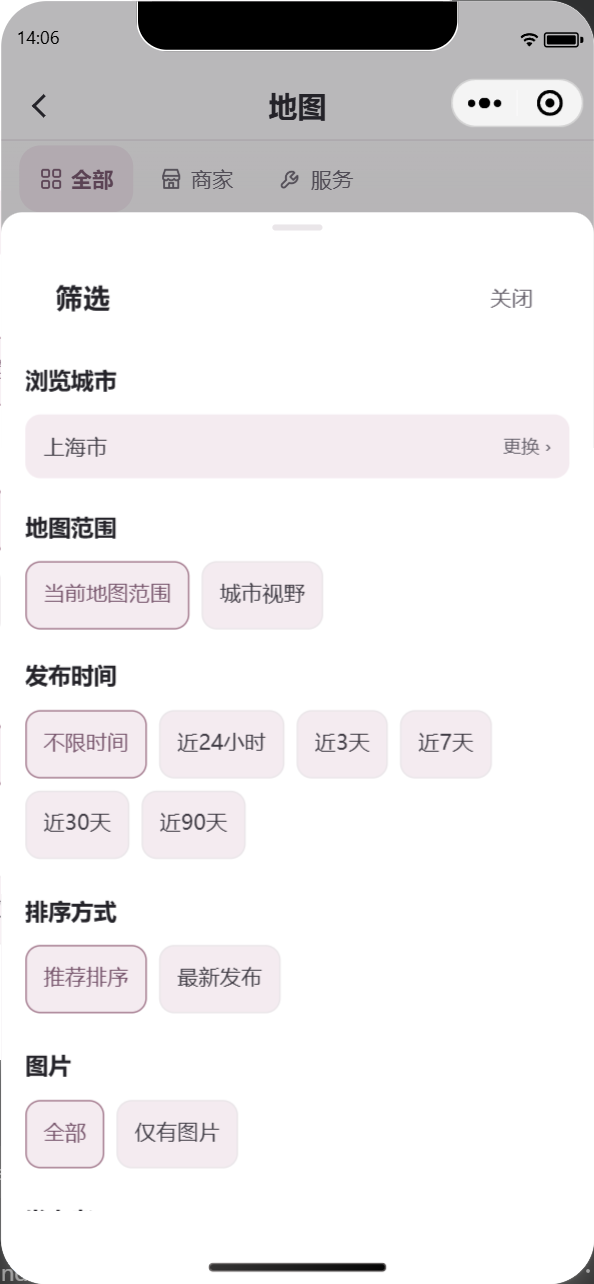 14:06
地图
全部 商家 服务
筛选 关闭
浏览城市
上海市 更换 ›
地图范围
当前地图范围 城市视野
发布时间
不限时间 近24小时 近3天 近7天
近30天 近90天
排序方式
推荐排序 最新发布
图片
全部 仅有图片